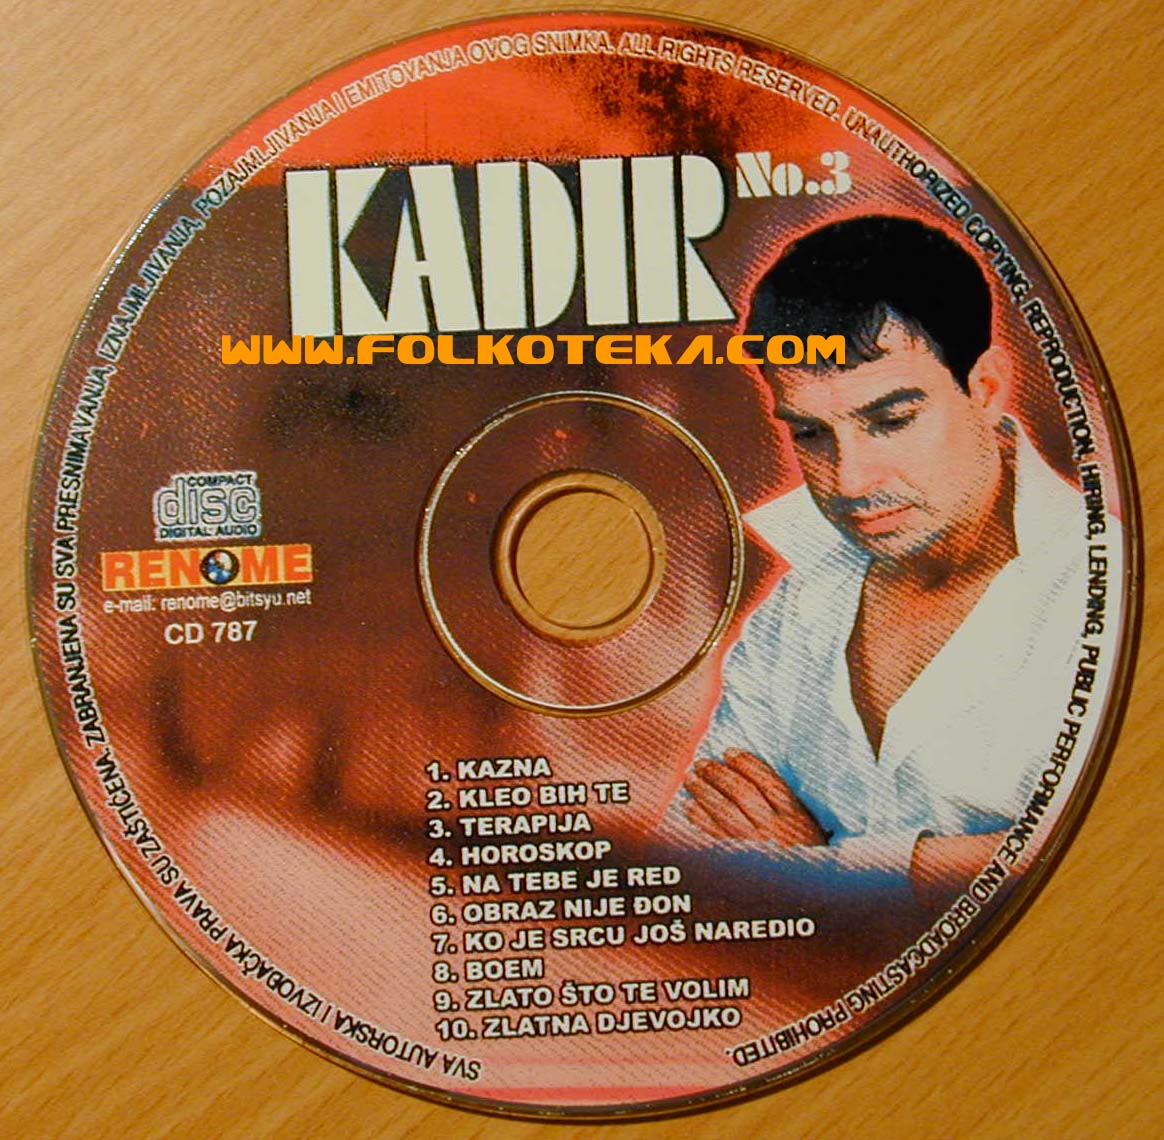 SVA AUTORSKA I IZVOĐAČKA PRAVA SU ZAŠTIĆENA. ZABRANJENA SU SVA PRESNIMAVANJA, IZNAJMLJIVANJA, POZAJMLJIVANJA I EMITOVANJA OVOG SNIMKA. ALL RIGHTS RESERVED. UNAUTHORIZED COPYING, REPRODUCTION, HIRING, LENDING, PUBLIC PERFORMANCE AND BROADCASTING PROHIBITED.
KADIR No.3
WWW.FOLKOTEKA.COM
COMPACT
disc
DIGITAL AUDIO
RENOME
e-mail: renome@bitsyu.net
CD 787
1. KAZNA
2. KLEO BIH TE
3. TERAPIJA
4. HOROSKOP
5. NA TEBE JE RED
6. OBRAZ NIJE ĐON
7. KO JE SRCU JOŠ NAREDIO
8. BOEM
9. ZLATO ŠTO TE VOLIM
10. ZLATNA DJEVOJKO